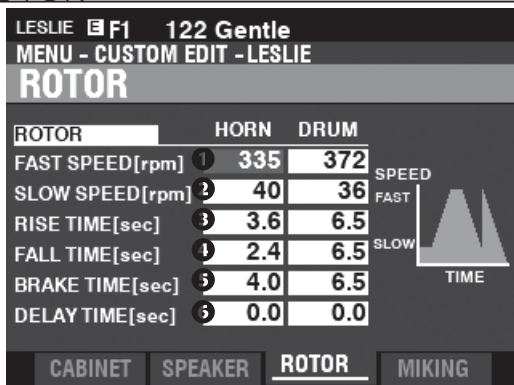 LESLIE E F1 122 Gentle
MENU - CUSTOM EDIT - LESLIE
ROTOR
ROTOR HORN DRUM
FAST SPEED[rpm] 1 335 372
SLOW SPEED[rpm] 2 40 36
RISE TIME[sec] 3 3.6 6.5
FALL TIME[sec] 4 2.4 6.5
BRAKE TIME[sec] 5 4.0 6.5
DELAY TIME[sec] 6 0.0 0.0
SPEED
FAST
SLOW
TIME
CABINET SPEAKER ROTOR MIKING